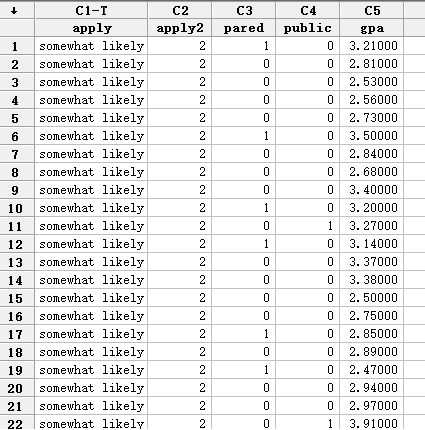 ↓ C1-T C2 C3 C4 C5
apply apply2 pared public gpa
1 somewhat likely 2 1 0 3.21000
2 somewhat likely 2 0 0 2.81000
3 somewhat likely 2 0 0 2.53000
4 somewhat likely 2 0 0 2.56000
5 somewhat likely 2 0 0 2.73000
6 somewhat likely 2 1 0 3.50000
7 somewhat likely 2 0 0 2.84000
8 somewhat likely 2 0 0 2.68000
9 somewhat likely 2 0 0 3.40000
10 somewhat likely 2 1 0 3.20000
11 somewhat likely 2 0 1 3.27000
12 somewhat likely 2 1 0 3.14000
13 somewhat likely 2 0 0 3.37000
14 somewhat likely 2 0 0 3.38000
15 somewhat likely 2 0 0 2.50000
16 somewhat likely 2 0 0 2.75000
17 somewhat likely 2 1 0 2.85000
18 somewhat likely 2 0 0 2.89000
19 somewhat likely 2 1 0 2.47000
20 somewhat likely 2 0 0 2.94000
21 somewhat likely 2 0 0 2.97000
22 somewhat likely 2 0 1 3.91000